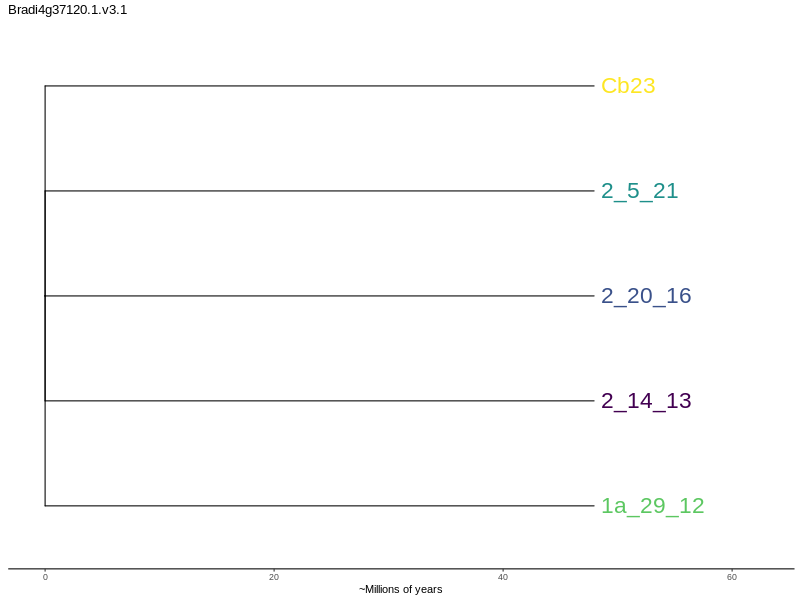 Bradi4g37120.1.v3.1
Cb23
2_5_21
2_20_16
2_14_13
1a_29_12
0 20 40 60
~Millions of years